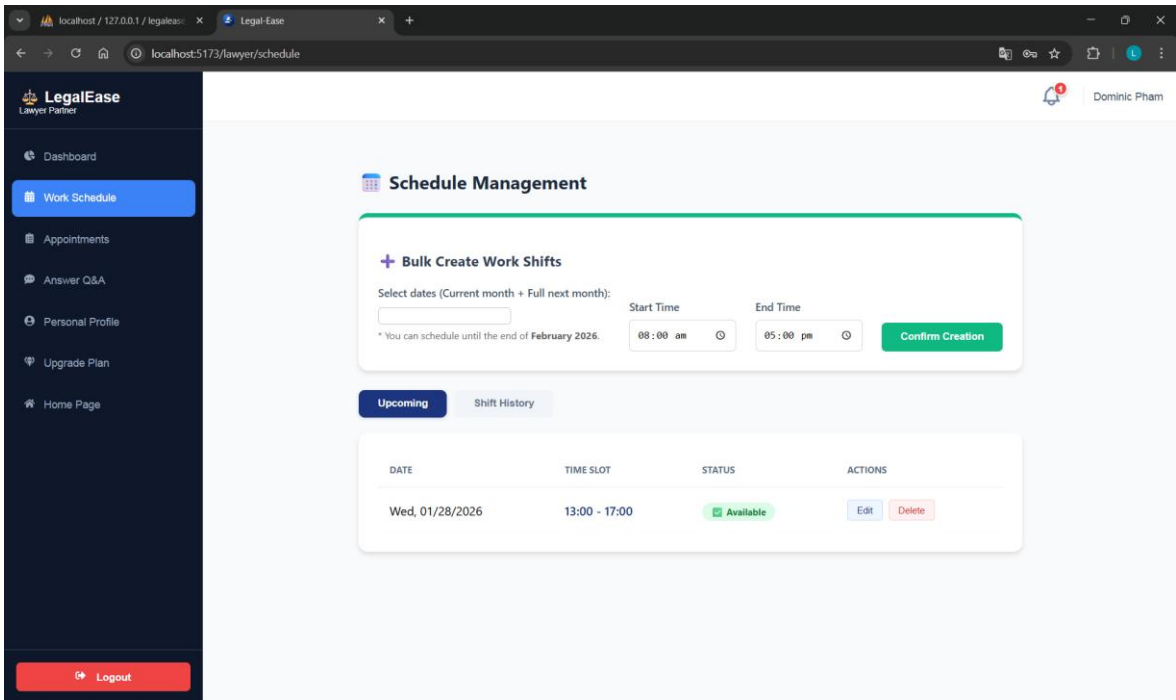 localhost / 127.0.0.1 / legalease
Legal-Ease
localhost:5173/lawyer/schedule
L
LegalEase
Lawyer Partner
1
Dominic Pham
Dashboard
Work Schedule
Appointments
Answer Q&A
Personal Profile
Upgrade Plan
Home Page
Logout
Schedule Management
Bulk Create Work Shifts
Select dates (Current month + Full next month):
* You can schedule until the end of February 2026.
Start Time
08:00 am
End Time
05:00 pm
Confirm Creation
Upcoming
Shift History
DATE TIME SLOT STATUS ACTIONS
Wed, 01/28/2026 13:00 - 17:00 Available Edit Delete